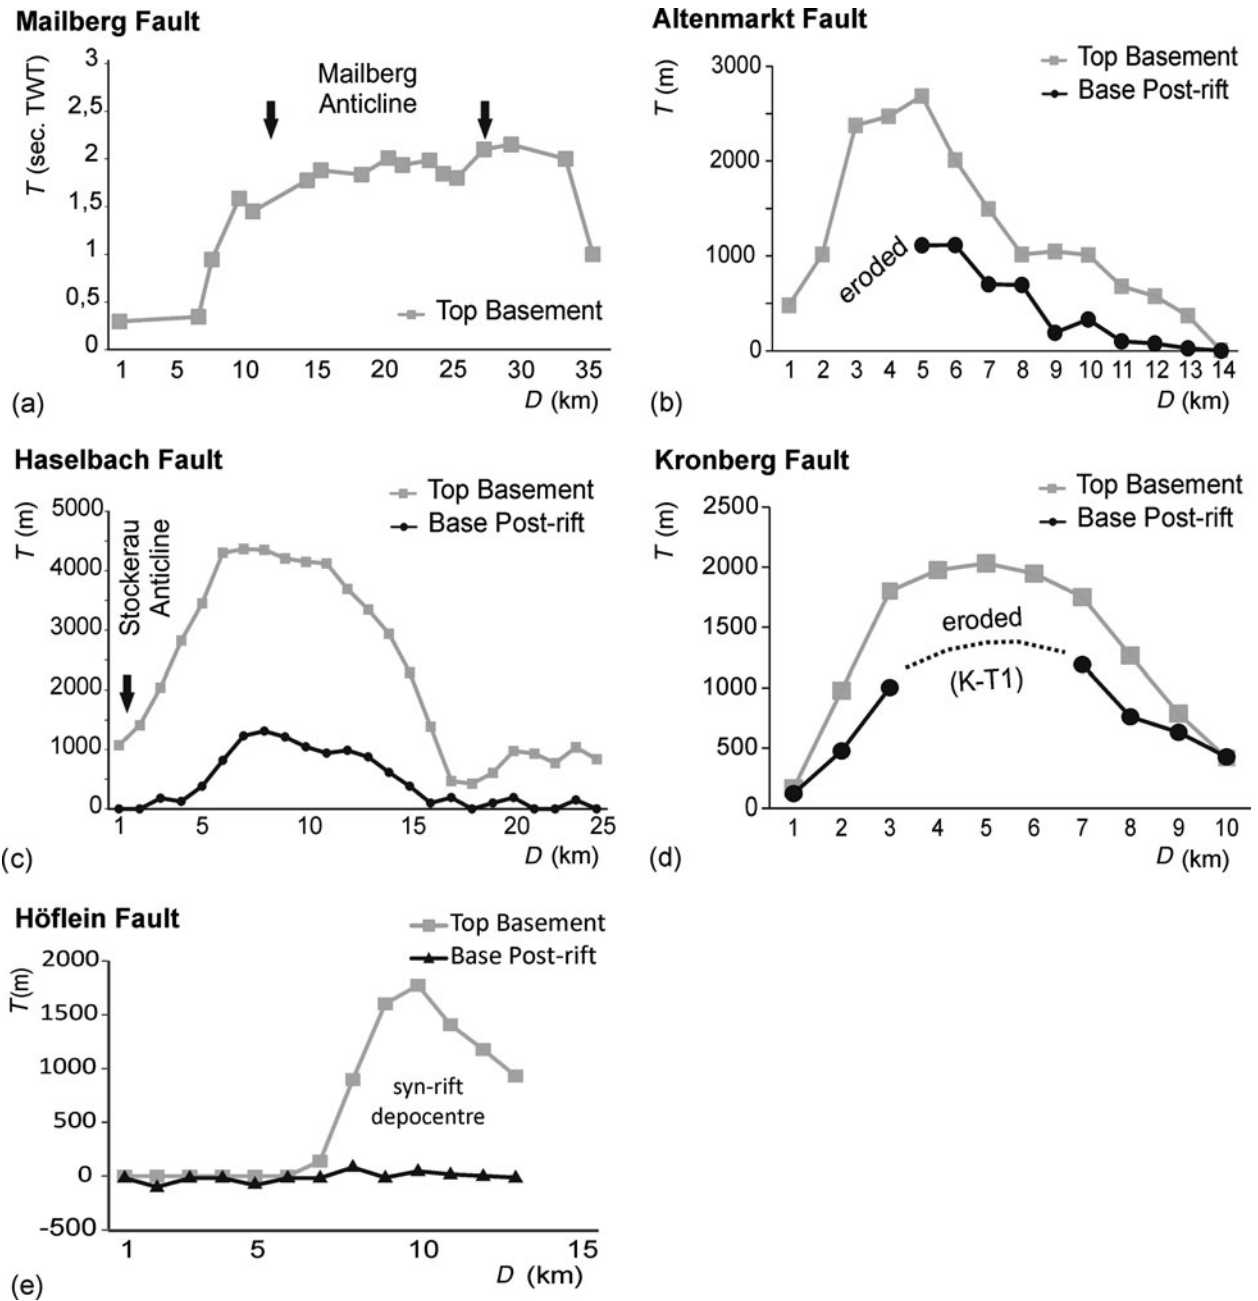 Mailberg Fault
T (sec. TWT)
3
2,5
2
1,5
1
0,5
0
Mailberg
Anticline
Top Basement
1 5 10 15 20 25 30 35
D (km)
(a)
Altenmarkt Fault
T (m)
Top Basement
Base Post-rift
3000
2000
1000
0
eroded
1 2 3 4 5 6 7 8 9 10 11 12 13 14
D (km)
(b)
Haselbach Fault
T (m)
Top Basement
Base Post-rift
5000
4000
3000
2000
1000
0
Stockerau
Anticline
1 5 10 15 20 25
D (km)
(c)
Kronberg Fault
T (m)
Top Basement
Base Post-rift
2500
2000
1500
1000
500
0
eroded
(K-T1)
1 2 3 4 5 6 7 8 9 10
D (km)
(d)
Höflein Fault
T(m)
Top Basement
Base Post-rift
2000
1500
1000
500
0
-500
syn-rift
depocentre
1 5 10 15
D (km)
(e)